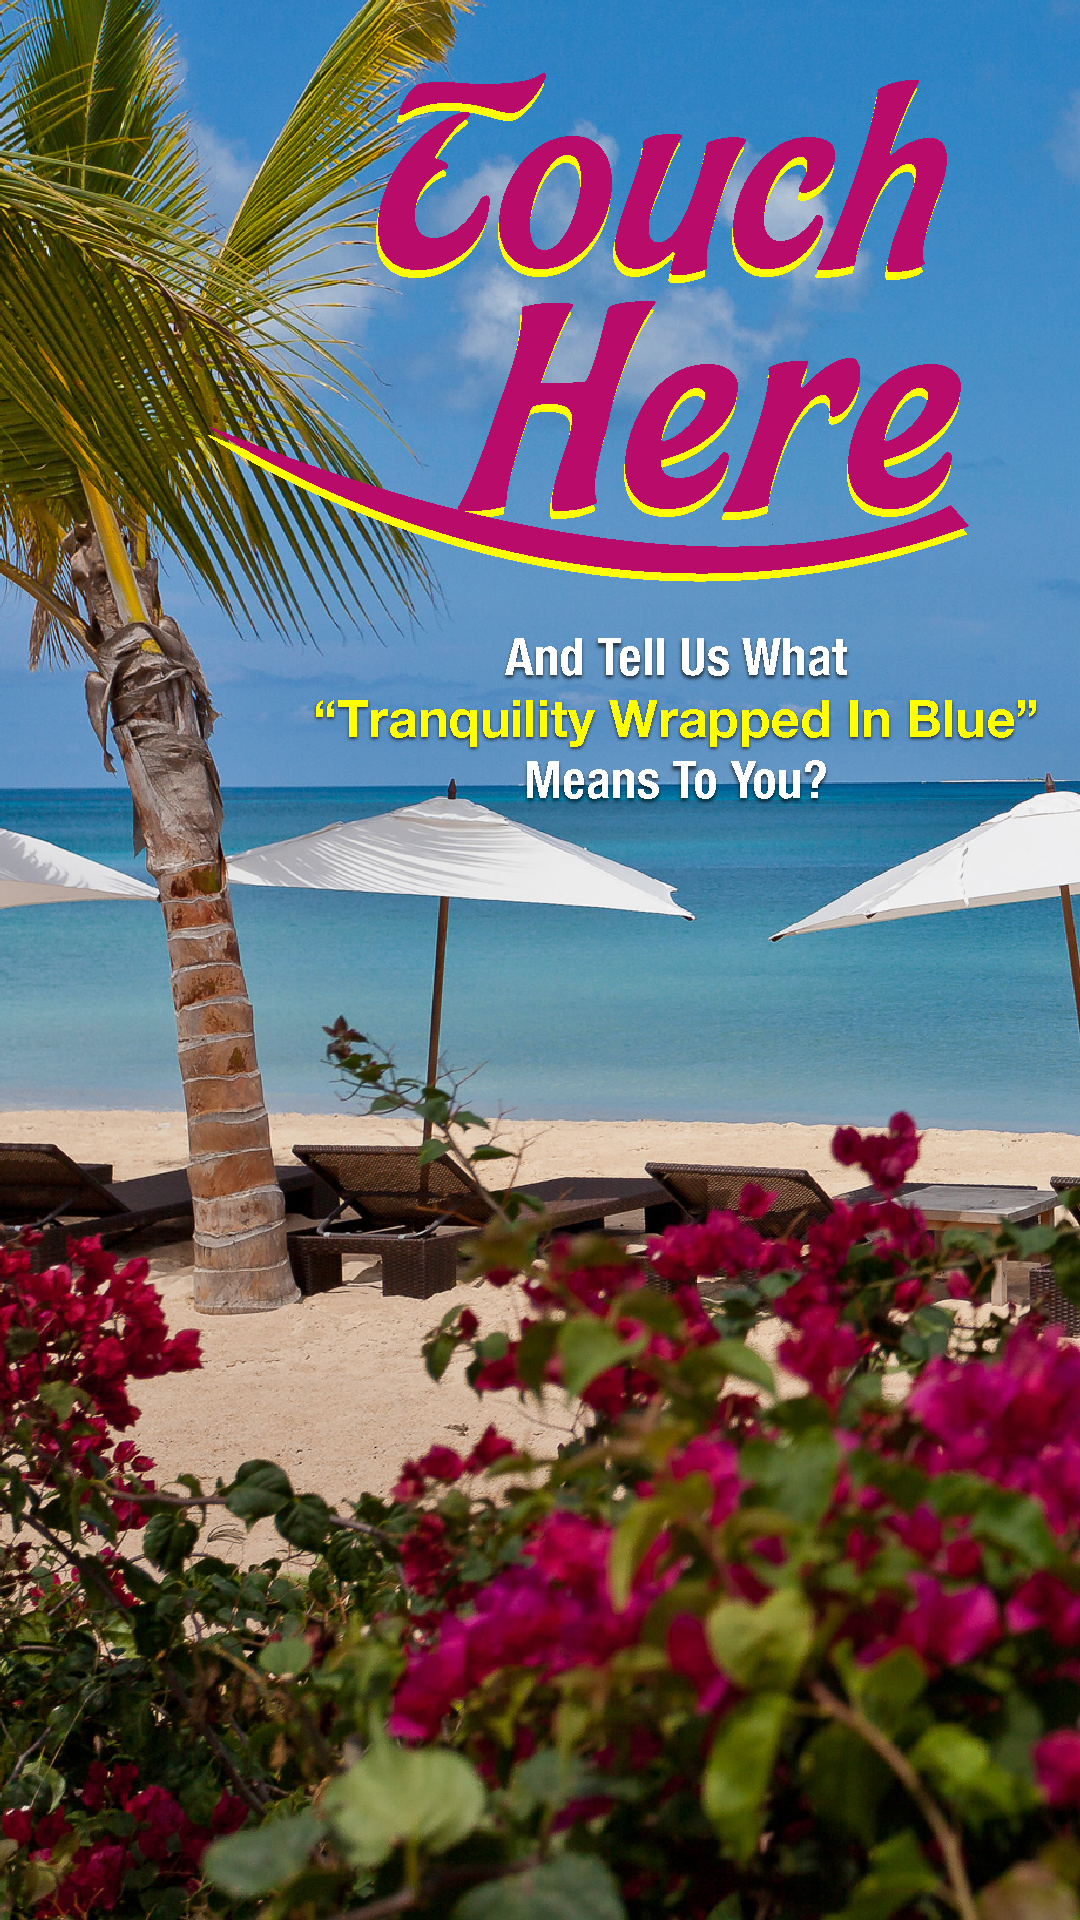 Touch
Here
And Tell Us What
“Tranquility Wrapped In Blue”
Means To You?